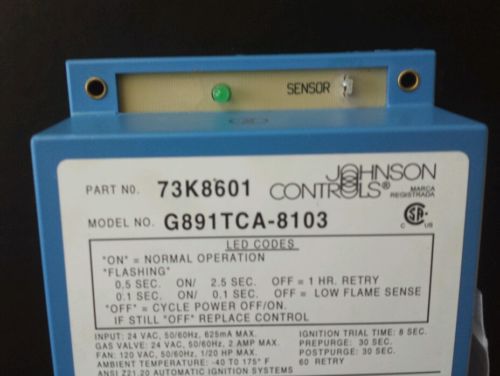 SENSOR
PART NO. 73K8601
JOHNSON CONTROLS®
MARCA REGISTRADA
MODEL NO. G891TCA-8103
C US
LED CODES
"ON" = NORMAL OPERATION
"FLASHING"
0.5 SEC. ON/ 2.5 SEC. OFF = 1 HR. RETRY
0.1 SEC. ON/ 0.1 SEC. OFF = LOW FLAME SENSE
"OFF" = CYCLE POWER OFF/ON.
IF STILL "OFF" REPLACE CONTROL
INPUT: 24 VAC, 50/60HZ, 625mA MAX. IGNITION TRIAL TIME: 8 SEC.
GAS VALVE: 24 VAC, 50/60HZ, 2 AMP MAX. PREPURGE: 30 SEC.
FAN: 120 VAC, 50/60HZ, 1/20 HP MAX. POSTPURGE: 30 SEC.
AMBIENT TEMPERATURE: -40 TO 175° F 60 RETRY
ANSI Z21.20 AUTOMATIC IGNITION SYSTEMS